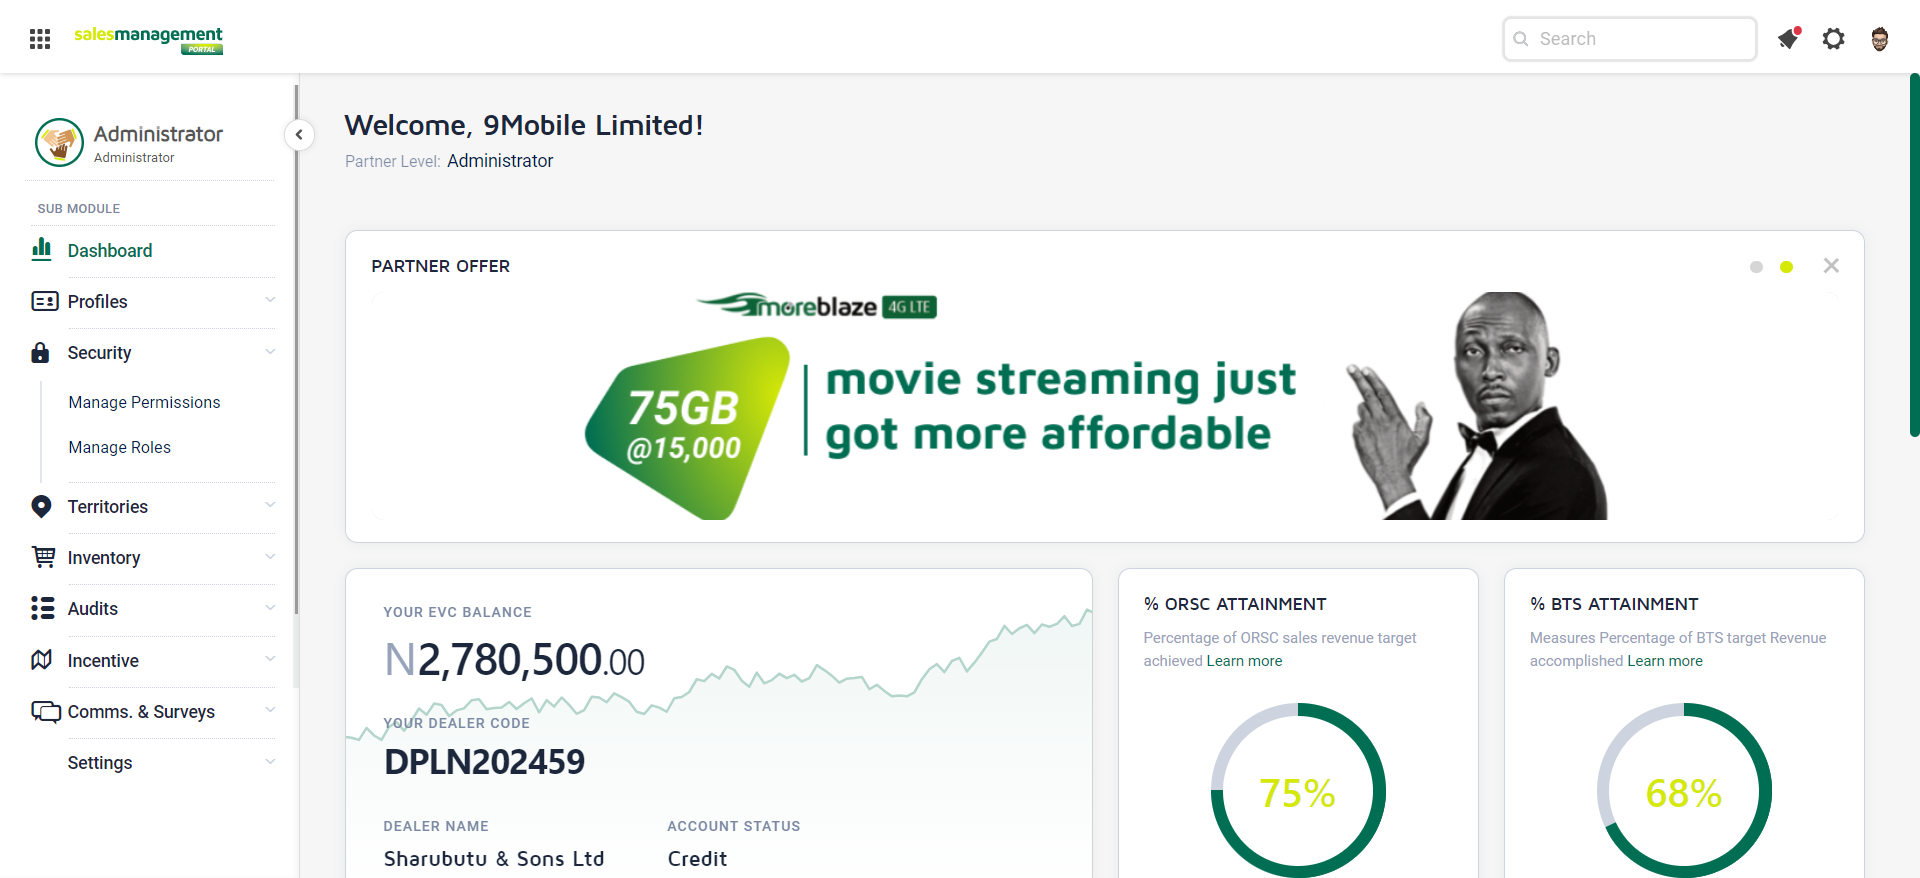 salesmanagement
PORTAL
Search
Administrator
Administrator
SUB MODULE
Dashboard
Profiles
Security
Manage Permissions
Manage Roles
Territories
Inventory
Audits
Incentive
Comms. & Surveys
Settings
Welcome, 9Mobile Limited!
Partner Level: Administrator
PARTNER OFFER
moreblaze 4G LTE
75GB
@15,000
movie streaming just
got more affordable
YOUR EVC BALANCE
N2,780,500.00
YOUR DEALER CODE
DPLN202459
DEALER NAME
Sharubutu & Sons Ltd
ACCOUNT STATUS
Credit
% ORSC ATTAINMENT
Percentage of ORSC sales revenue target
achieved Learn more
75%
% BTS ATTAINMENT
Measures Percentage of BTS target Revenue
accomplished Learn more
68%